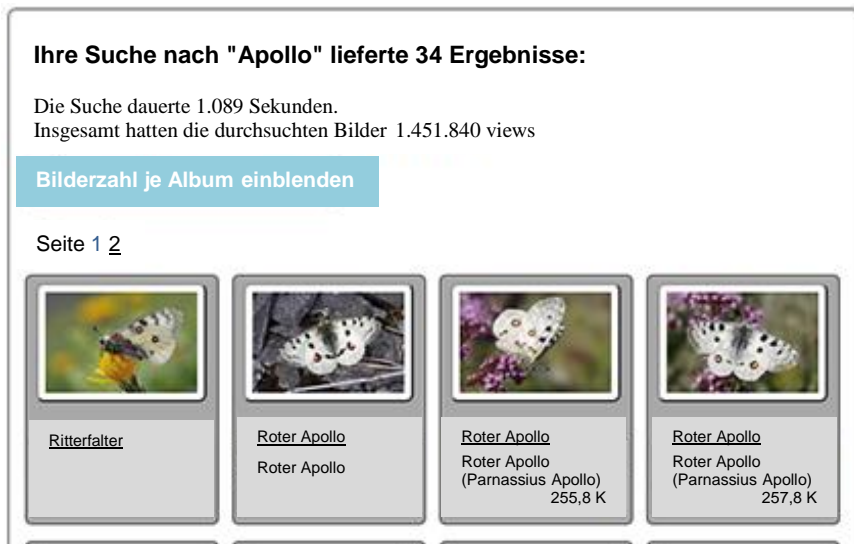 Ihre Suche nach "Apollo" lieferte 34 Ergebnisse:
Die Suche dauerte 1.089 Sekunden.
Insgesamt hatten die durchsuchten Bilder 1.451.840 views
Bilderzahl je Album einblenden
Seite 1 2
Ritterfalter
Roter Apollo
Roter Apollo
Roter Apollo
Roter Apollo
(Parnassius Apollo)
255,8 K
Roter Apollo
Roter Apollo
(Parnassius Apollo)
257,8 K